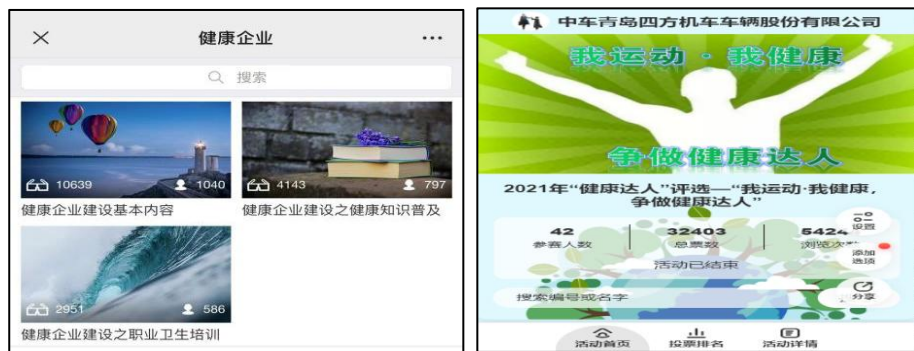 健康企业
搜索
10639 1040
4143 797
健康企业建设基本内容
健康企业建设之健康知识普及
2951 586
健康企业建设之职业卫生培训
中车青岛四方机车车辆股份有限公司
我运动·我健康
争做健康达人
2021年“健康达人”评选—“我运动·我健康,
争做健康达人”
42 32403 5424
参赛人数 总票数 浏览次
设置
添加
选项
活动已结束
搜索编号或名字
分享
活动首页 投票排名 活动详情